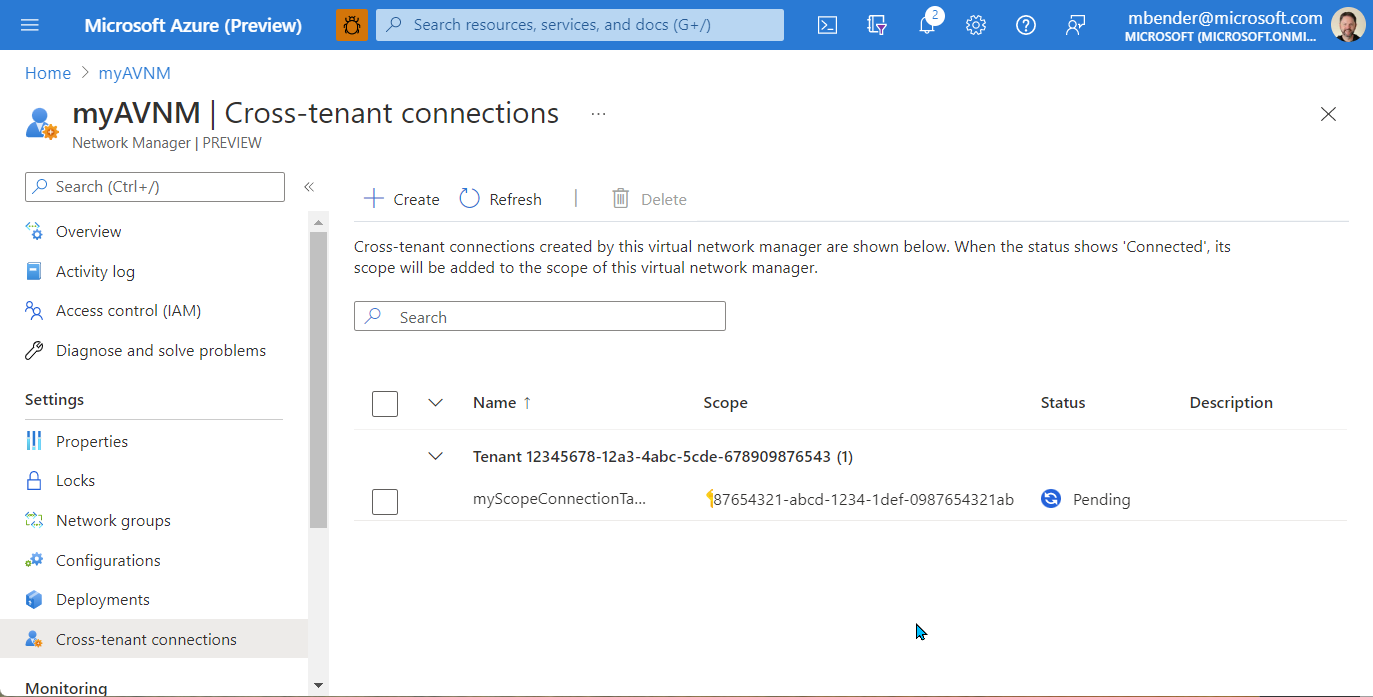 Microsoft Azure (Preview)
Search resources, services, and docs (G+/)
2
mbender@microsoft.com
MICROSOFT (MICROSOFT.ONMI...
Home > myAVNM
myAVNM | Cross-tenant connections ...
Network Manager | PREVIEW
Search (Ctrl+/)
Overview
Activity log
Access control (IAM)
Diagnose and solve problems
Settings
Properties
Locks
Network groups
Configurations
Deployments
Cross-tenant connections
Monitoring
Create Refresh | Delete
Cross-tenant connections created by this virtual network manager are shown below. When the status shows 'Connected', its
scope will be added to the scope of this virtual network manager.
Search
Name ↑ Scope Status Description
Tenant 12345678-12a3-4abc-5cde-678909876543 (1)
myScopeConnectionTa... 87654321-abcd-1234-1def-0987654321ab Pending